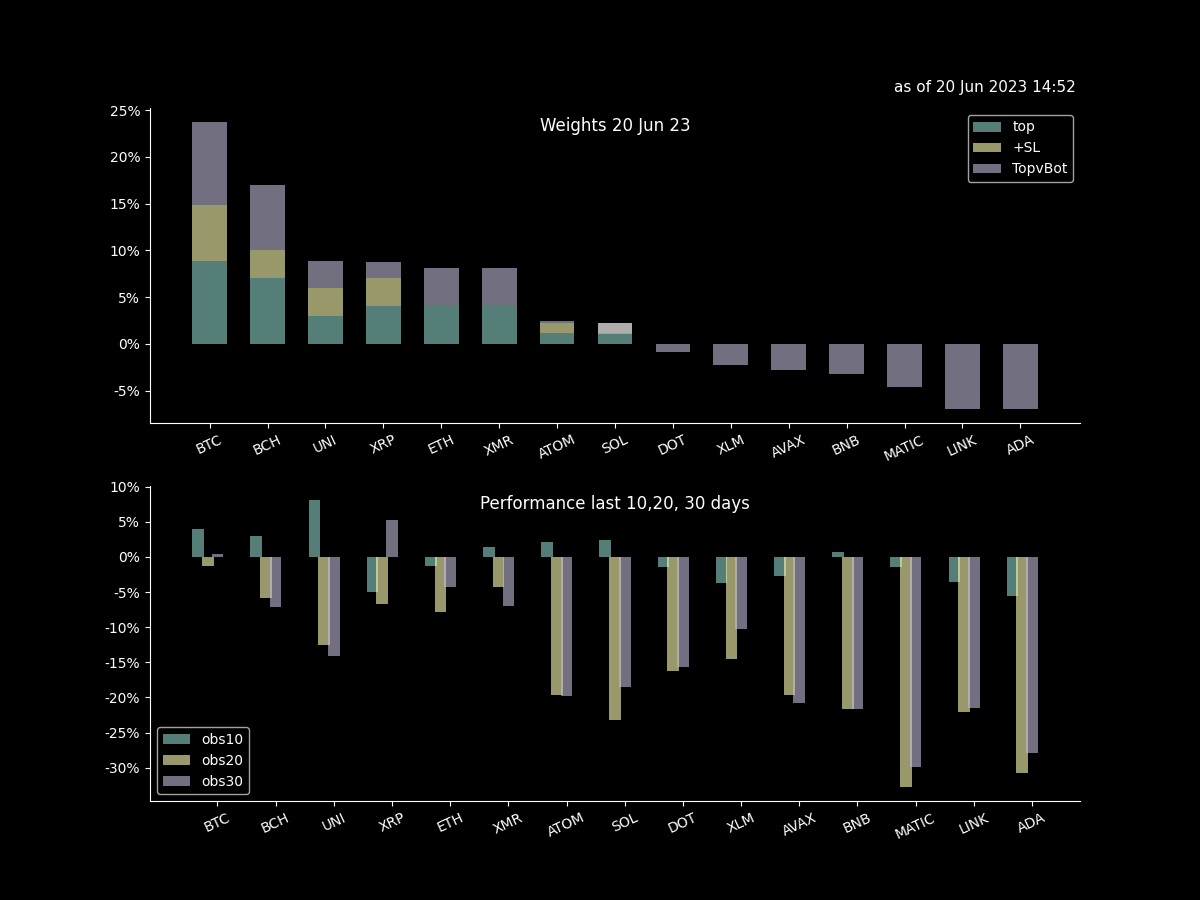 as of 20 Jun 2023 14:52
Weights 20 Jun 23
25%
20%
15%
10%
5%
0%
-5%
top
+SL
TopvBot
BTC BCH UNI XRP ETH XMR ATOM SOL DOT XLM AVAX BNB MATIC LINK ADA
Performance last 10,20, 30 days
10%
5%
0%
-5%
-10%
-15%
-20%
-25%
-30%
obs10
obs20
obs30
BTC BCH UNI XRP ETH XMR ATOM SOL DOT XLM AVAX BNB MATIC LINK ADA